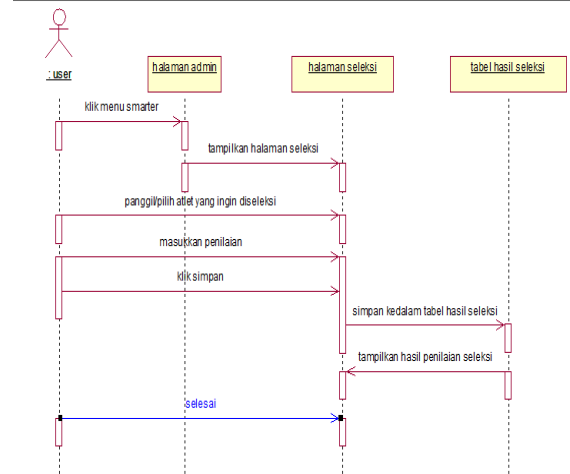 : user
halaman admin
halaman seleksi
tabel hasil seleksi
klik menu smarter
tampilkan halaman seleksi
panggil/pilih atlet yang ingin diseleksi
masukkan penilaian
klik simpan
simpan kedalam tabel hasil seleksi
tampilkan hasil penilaian seleksi
selesai